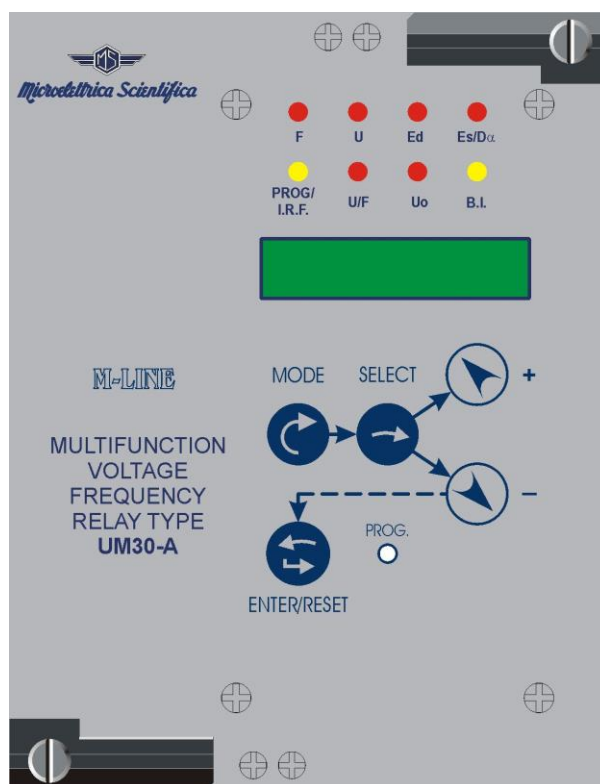 MS
Microelettrica Scientifica
F U Ed Es/Dα
PROG/
I.R.F. U/F Uo B.I.
M-LINE
MODE SELECT +
MULTIFUNCTION
VOLTAGE
FREQUENCY
RELAY TYPE
UM30-A
−
PROG.
ENTER/RESET